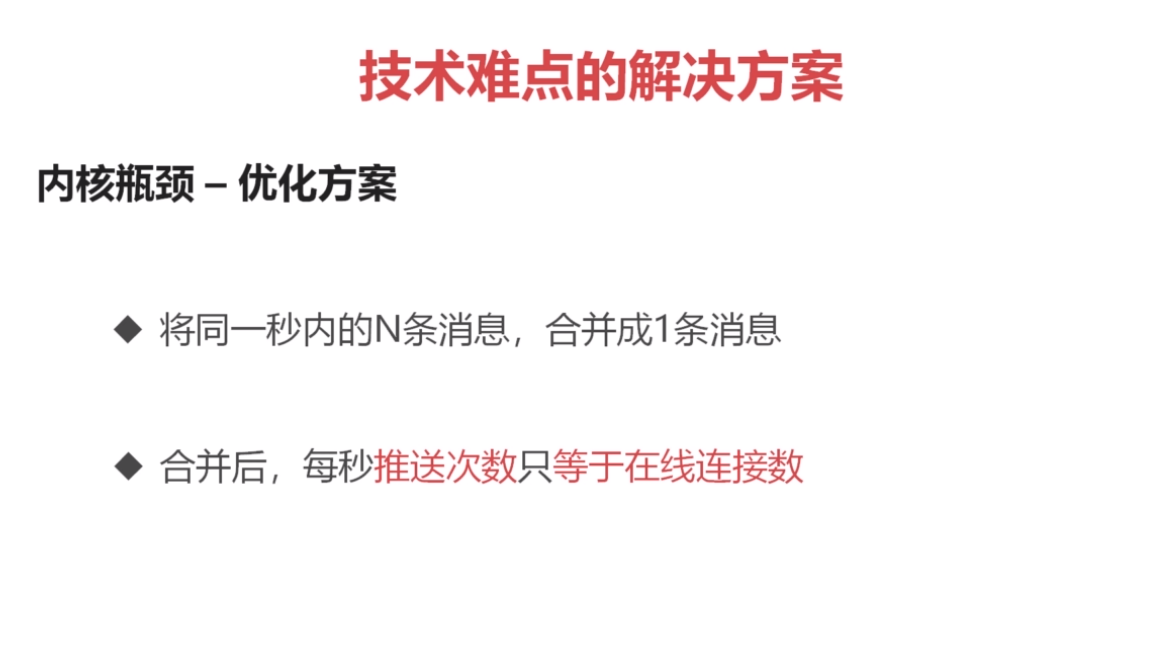 技术难点的解决方案
内核瓶颈 – 优化方案
◆ 将同一秒内的N条消息，合并成1条消息
◆ 合并后，每秒推送次数只等于在线连接数